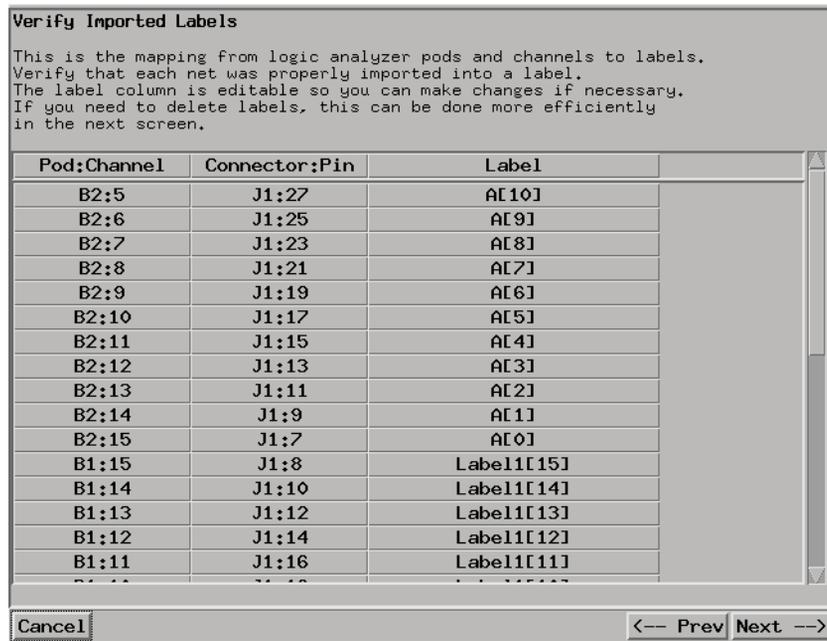 Verify Imported Labels
This is the mapping from logic analyzer pods and channels to labels.
Verify that each net was properly imported into a label.
The label column is editable so you can make changes if necessary.
If you need to delete labels, this can be done more efficiently
in the next screen.
Pod:Channel Connector:Pin Label
B2:5 J1:27 A[10]
B2:6 J1:25 A[9]
B2:7 J1:23 A[8]
B2:8 J1:21 A[7]
B2:9 J1:19 A[6]
B2:10 J1:17 A[5]
B2:11 J1:15 A[4]
B2:12 J1:13 A[3]
B2:13 J1:11 A[2]
B2:14 J1:9 A[1]
B2:15 J1:7 A[0]
B1:15 J1:8 Label1[15]
B1:14 J1:10 Label1[14]
B1:13 J1:12 Label1[13]
B1:12 J1:14 Label1[12]
B1:11 J1:16 Label1[11]
Cancel <-- Prev Next -->